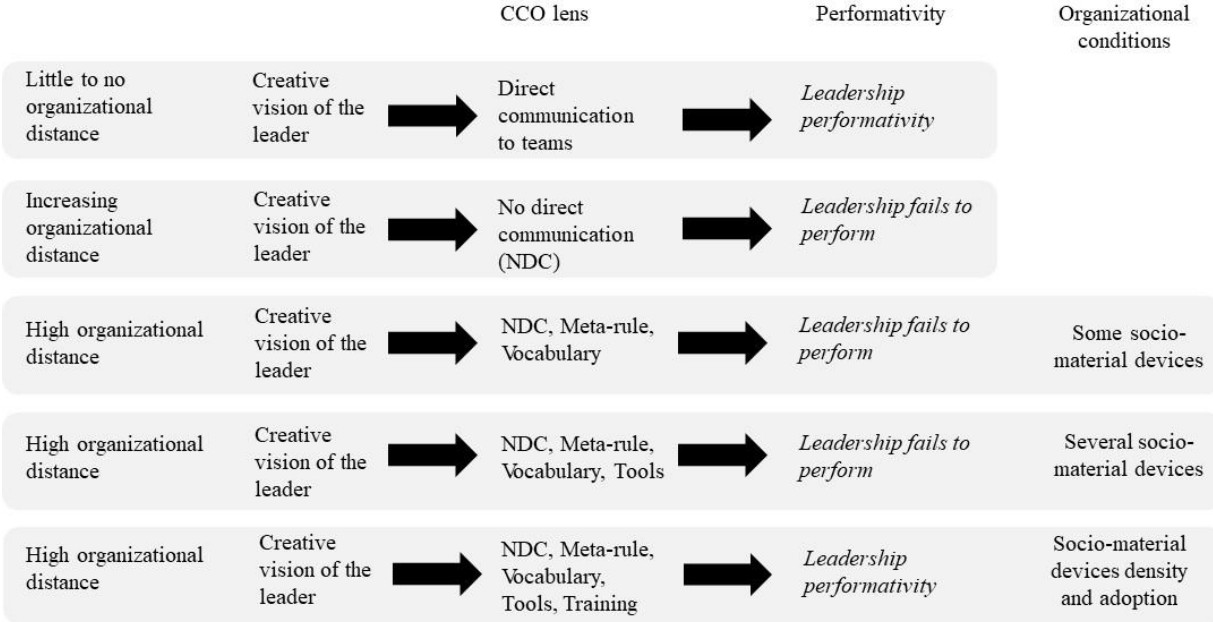 CCO lens
Performativity
Organizational
conditions
Little to no
organizational
distance
Creative
vision of the
leader
Direct
communication
to teams
Leadership
performativity
Increasing
organizational
distance
Creative
vision of the
leader
No direct
communication
(NDC)
Leadership fails to
perform
High organizational
distance
Creative
vision of the
leader
NDC, Meta-rule,
Vocabulary
Leadership fails to
perform
Some socio-
material devices
High organizational
distance
Creative
vision of the
leader
NDC, Meta-rule,
Vocabulary, Tools
Leadership fails to
perform
Several socio-
material devices
High organizational
distance
Creative
vision of the
leader
NDC, Meta-rule,
Vocabulary,
Tools, Training
Leadership
performativity
Socio-material
devices density
and adoption